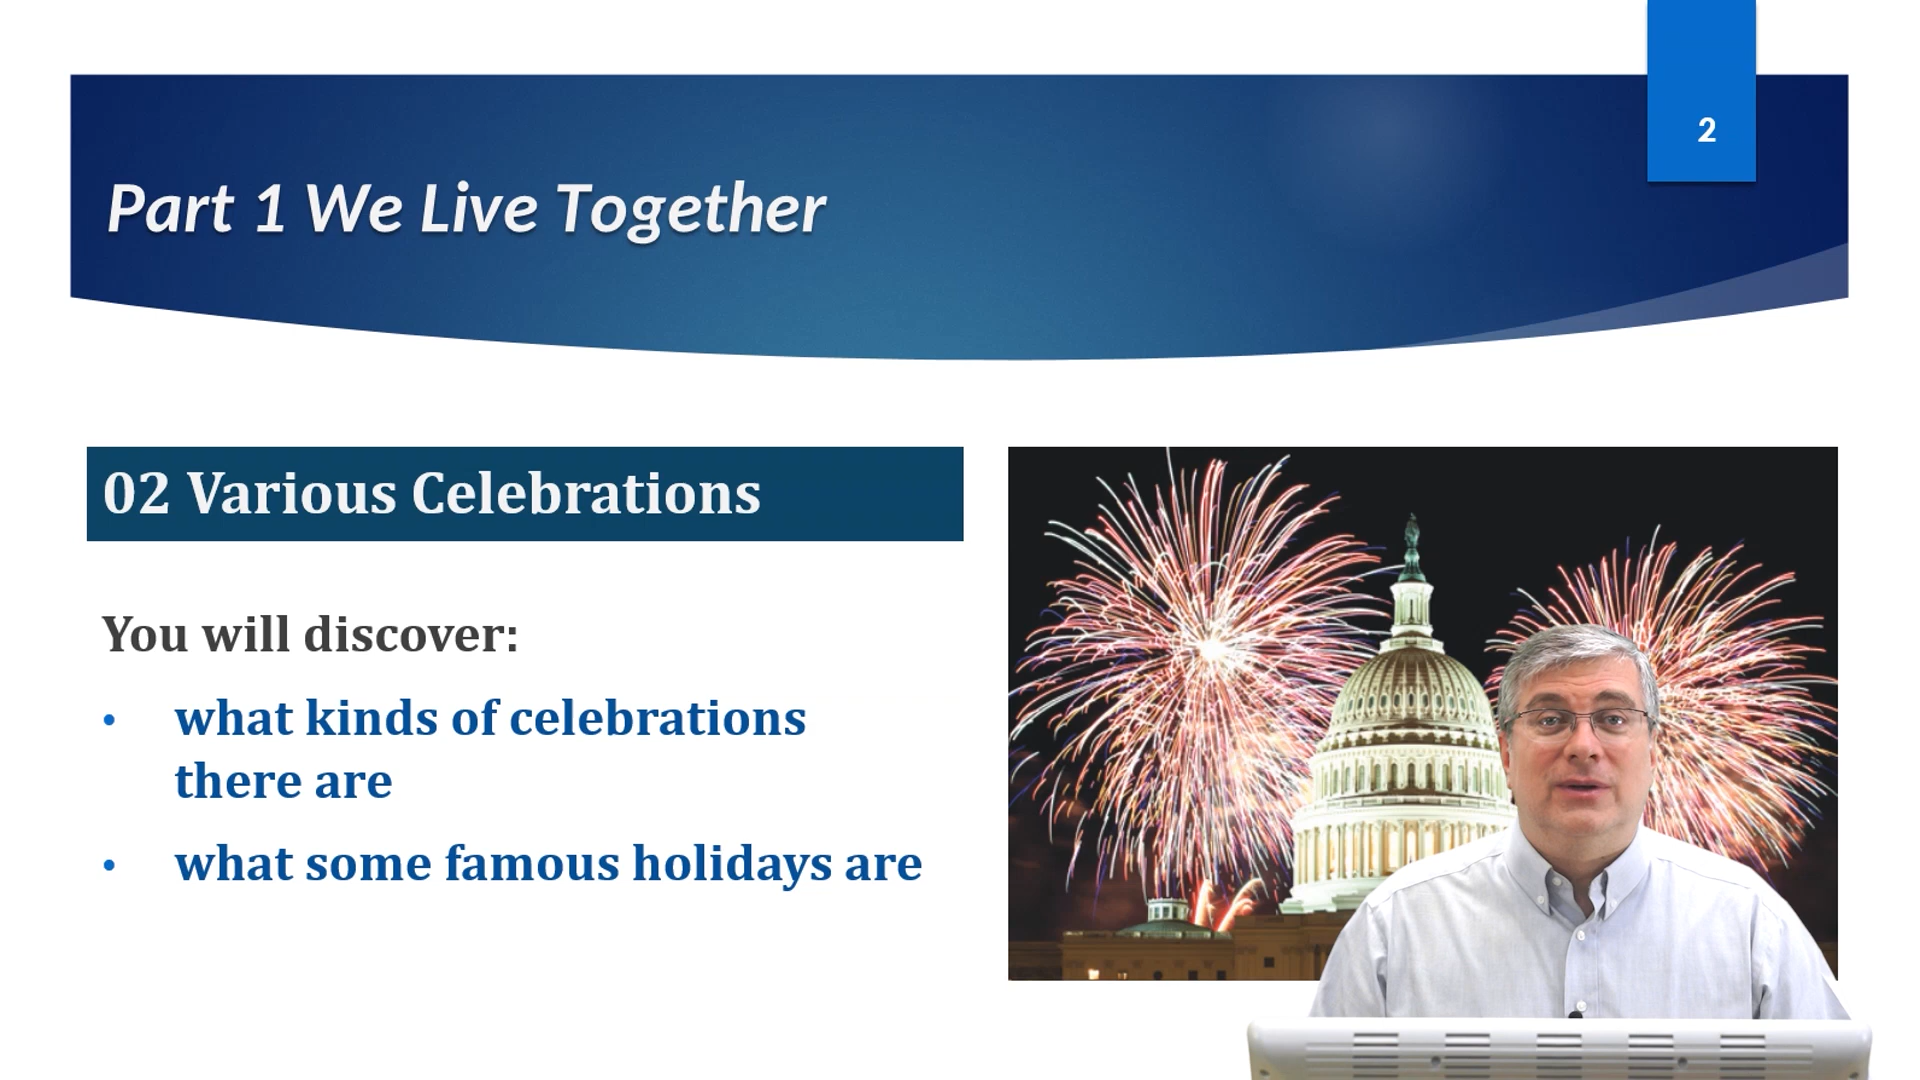 2
Part 1 We Live Together
02 Various Celebrations
You will discover:
• what kinds of celebrations
there are
• what some famous holidays are